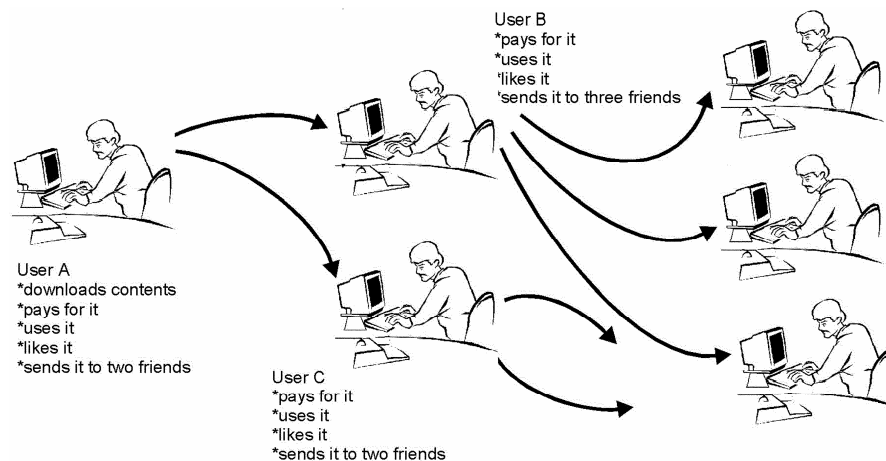 User A
*downloads contents
*pays for it
*uses it
*likes it
*sends it to two friends
User B
*pays for it
*uses it
*likes it
*sends it to three friends
User C
*pays for it
*uses it
*likes it
*sends it to two friends